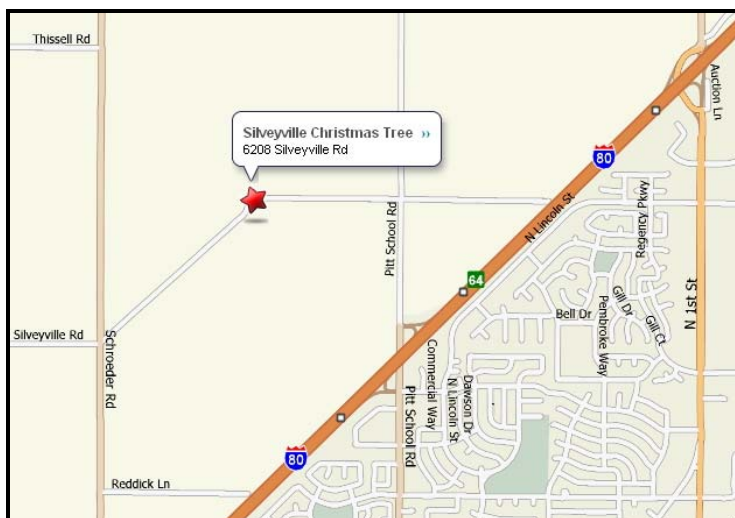 Thissell Rd
Auction Ln
Silveyville Christmas Tree »
6208 Silveyville Rd
80
N Lincoln St
Regency Pkwy
Pitt School Rd
64
Gill Dr
Bell Dr
Pembroke Way
Gill Ct
N 1st St
Silveyville Rd
Schroeder Rd
Commercial Way
N Lincoln St
Dawson Dr
Pitt School Rd
80
Reddick Ln